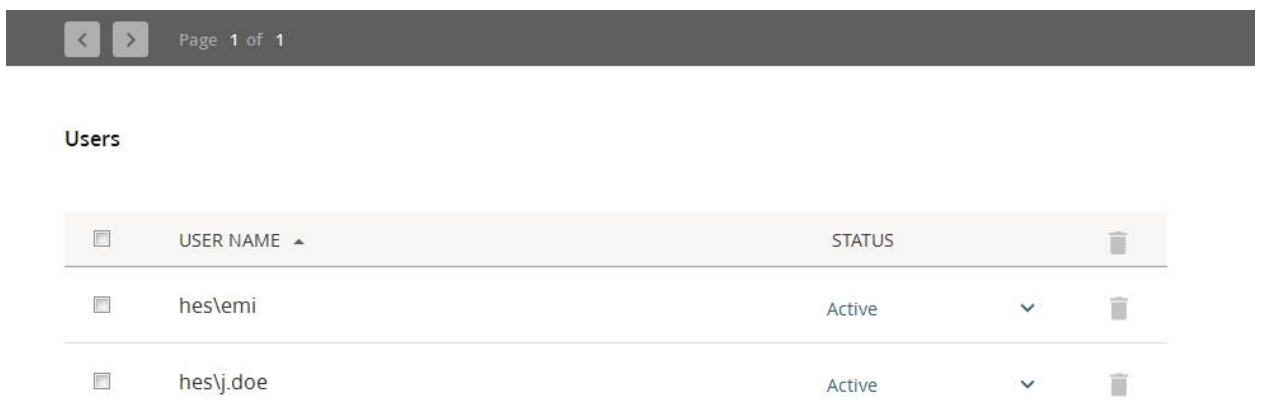 Page 1 of 1
Users
USER NAME STATUS
hes\emi Active
hes\j.doe Active